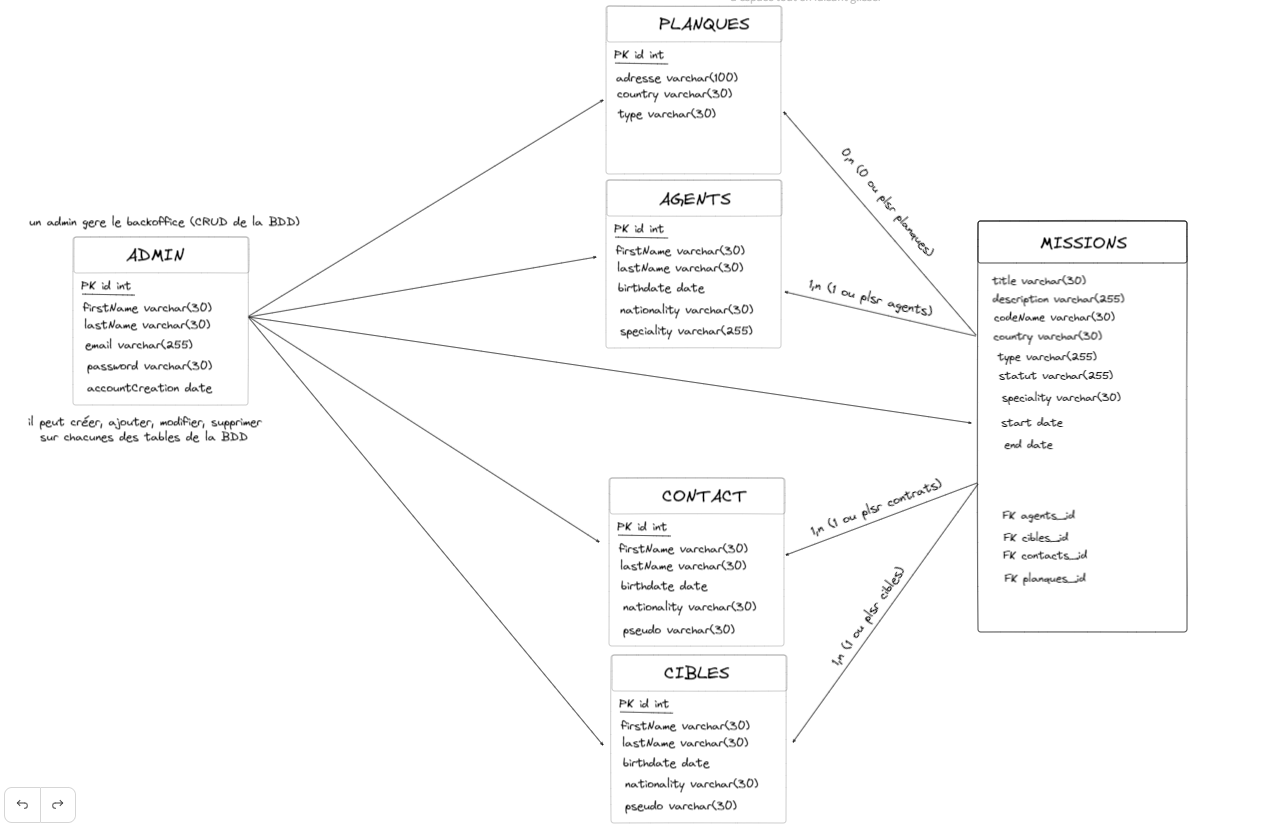 PLANQUES
PK id int
adresse varchar(100)
country varchar(30)
type varchar(30)
AGENTS
PK id int
firstName varchar(30)
lastName varchar(30)
birthdate date
nationality varchar(30)
speciality varchar(255)
un admin gere le backoffice (CRUD de la BDD)
ADMIN
PK id int
firstName varchar(30)
lastName varchar(30)
email varchar(255)
password varchar(30)
accountCreation date
il peut créer, ajouter, modifier, supprimer
sur chacunes des tables de la BDD
0,n (0 ou plsr planques)
1,n (1 ou plsr agents)
MISSIONS
title varchar(30)
description varchar(255)
codeName varchar(30)
country varchar(30)
type varchar(255)
statut varchar(255)
speciality varchar(30)
start date
end date
FK agents_id
FK cibles_id
FK contacts_id
FK planques_id
1,n (1 ou plsr contrats)
1,n (1 ou plsr cibles)
CONTACT
PK id int
firstName varchar(30)
lastName varchar(30)
birthdate date
nationality varchar(30)
pseudo varchar(30)
CIBLES
PK id int
firstName varchar(30)
lastName varchar(30)
birthdate date
nationality varchar(30)
pseudo varchar(30)